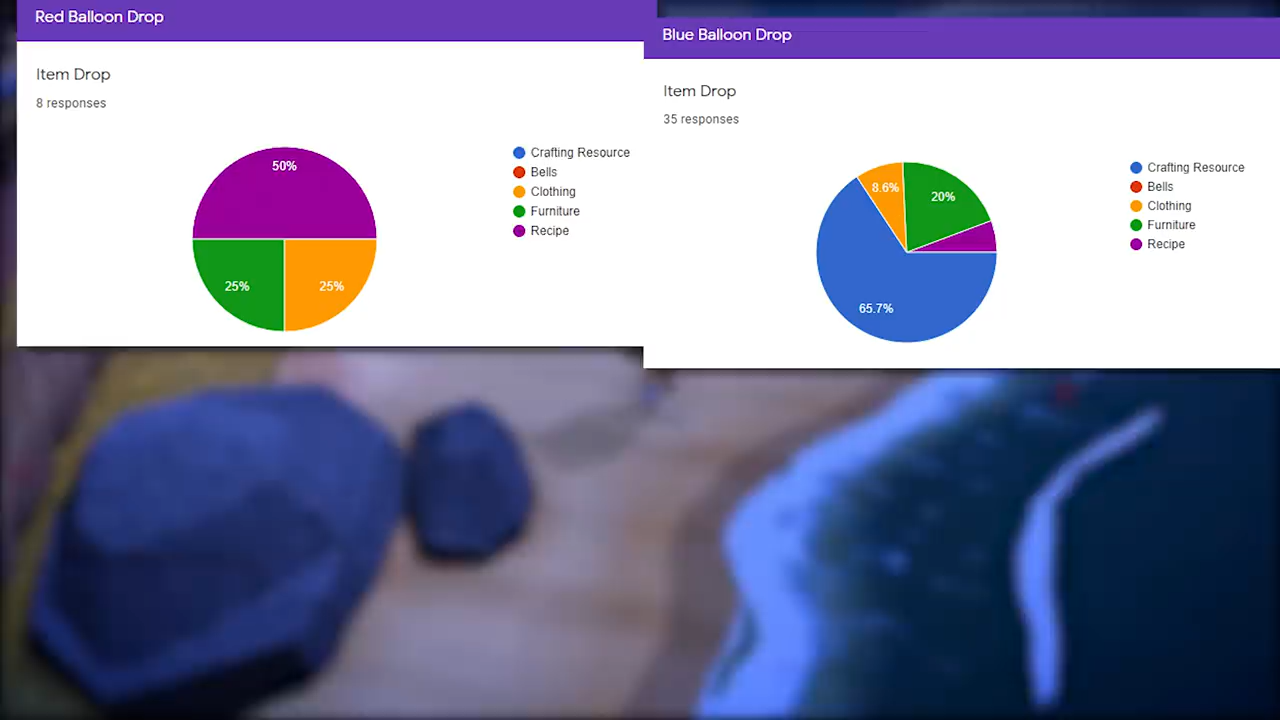 Red Balloon Drop
Item Drop
8 responses
50%
25%
25%
Crafting Resource
Bells
Clothing
Furniture
Recipe
Blue Balloon Drop
Item Drop
35 responses
8.6%
20%
65.7%
Crafting Resource
Bells
Clothing
Furniture
Recipe